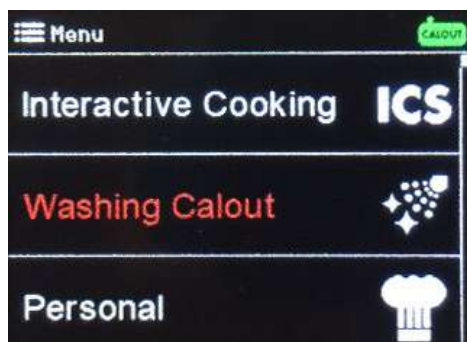 Menu
CALOUT
Interactive Cooking
ICS
Washing Calout
Personal